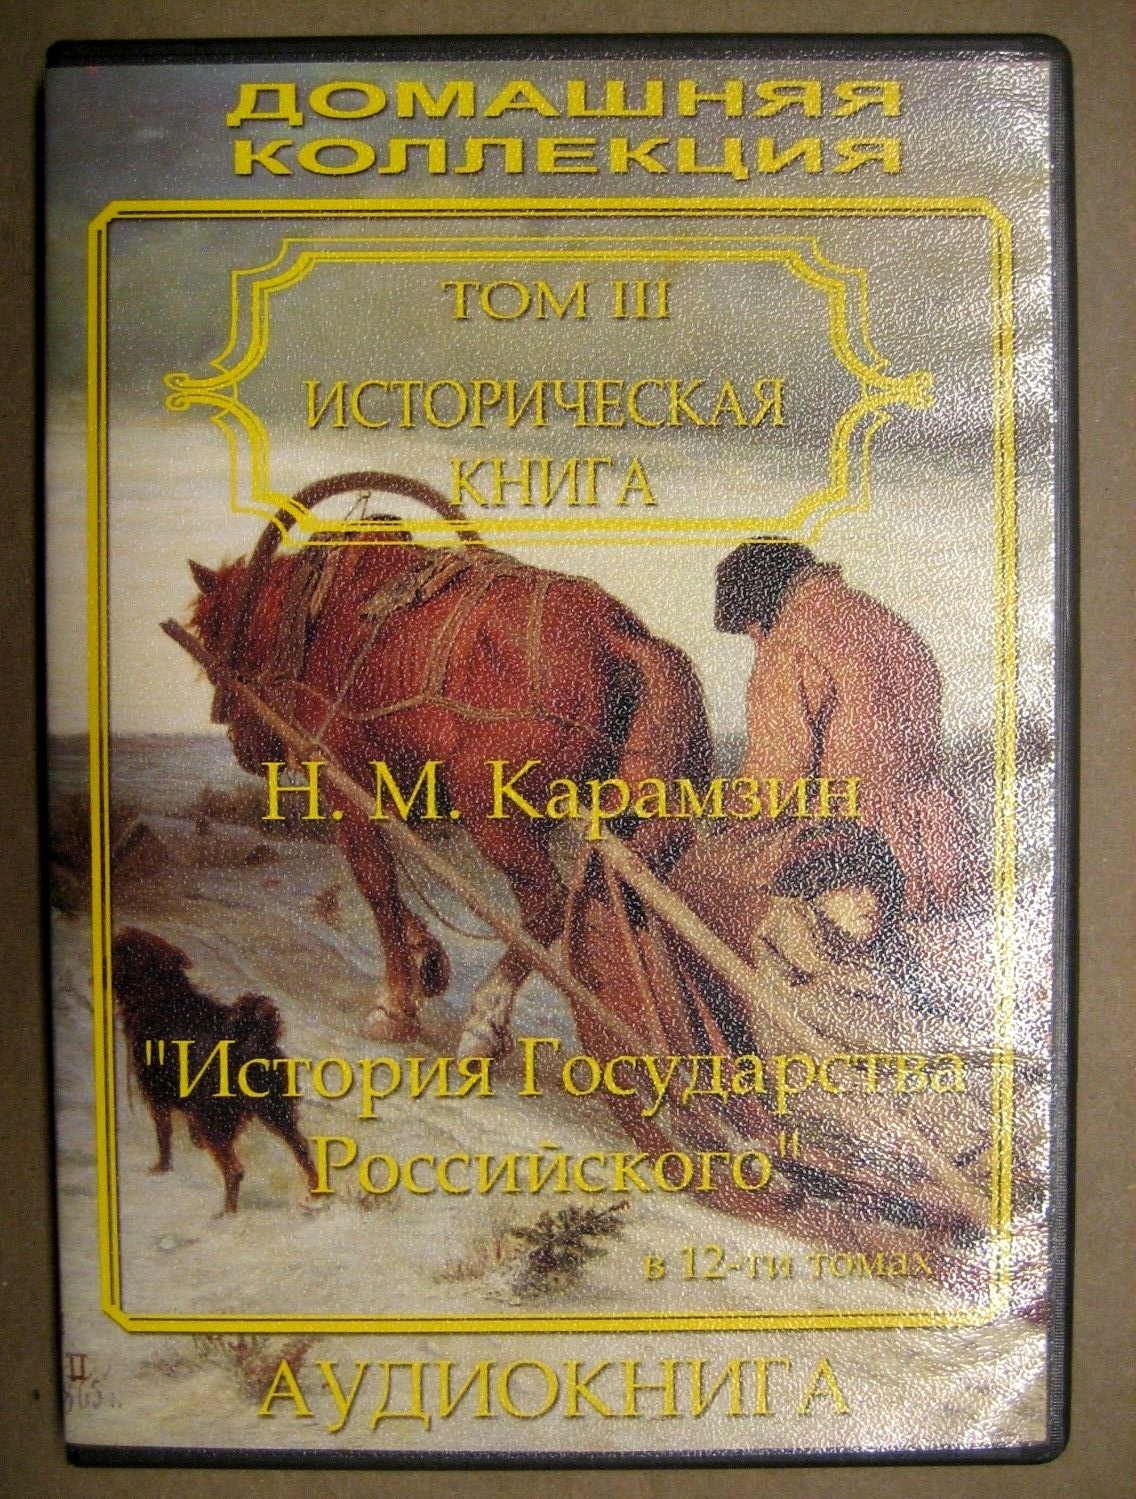 ДОМАШНЯЯ
КОЛЛЕКЦИЯ
ТОМ III
ИСТОРИЧЕСКАЯ
КНИГА
Н. М. Карамзин
"История Государства
Российского"
в 12-ти томах
АУДИОКНИГА